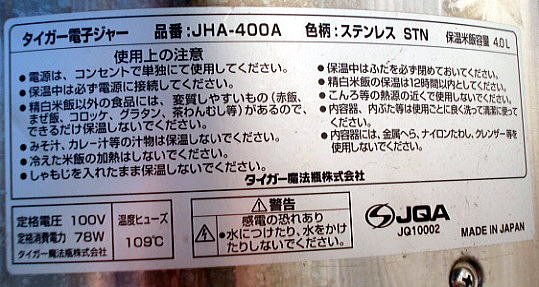 タイガー電子ジャー 品番:JHA-400A 色柄:ステンレス STN 保温米飯容量 4.0L
使用上の注意
●電源は、コンセントで単独にて使用してください。
●保温中は必ず電源に接続してください。
●精白米飯以外の食品には、変質しやすいもの(赤飯、
まぜ飯、コロッケ、グラタン、茶わんむし等)があるので、
できるだけ保温しないでください。
●みそ汁、カレー汁等の汁物は保温しないでください。
●冷えた米飯の加熱はしないでください。
●しゃもじを入れたまま保温しないでください。
●保温中はふたを必ず閉めておいてください。
●精白米飯の保温は12時間以内としてください。
●こんろ等の熱源の近くで使用しないでください。
●内容器、内ぶた等は使用ごとに良く洗って清潔に使っ
てください。
●内容器には、金属へら、ナイロンたわし、クレンザー等を
使用しないでください。
タイガー魔法瓶株式会社
定格電圧 100V
定格消費電力 78W
タイガー魔法瓶株式会社
温度ヒューズ
109℃
⚠警告
感電の恐れあり
●水につけたり、水をかけ
たりしないでください。
JQA
JQ10002
MADE IN JAPAN